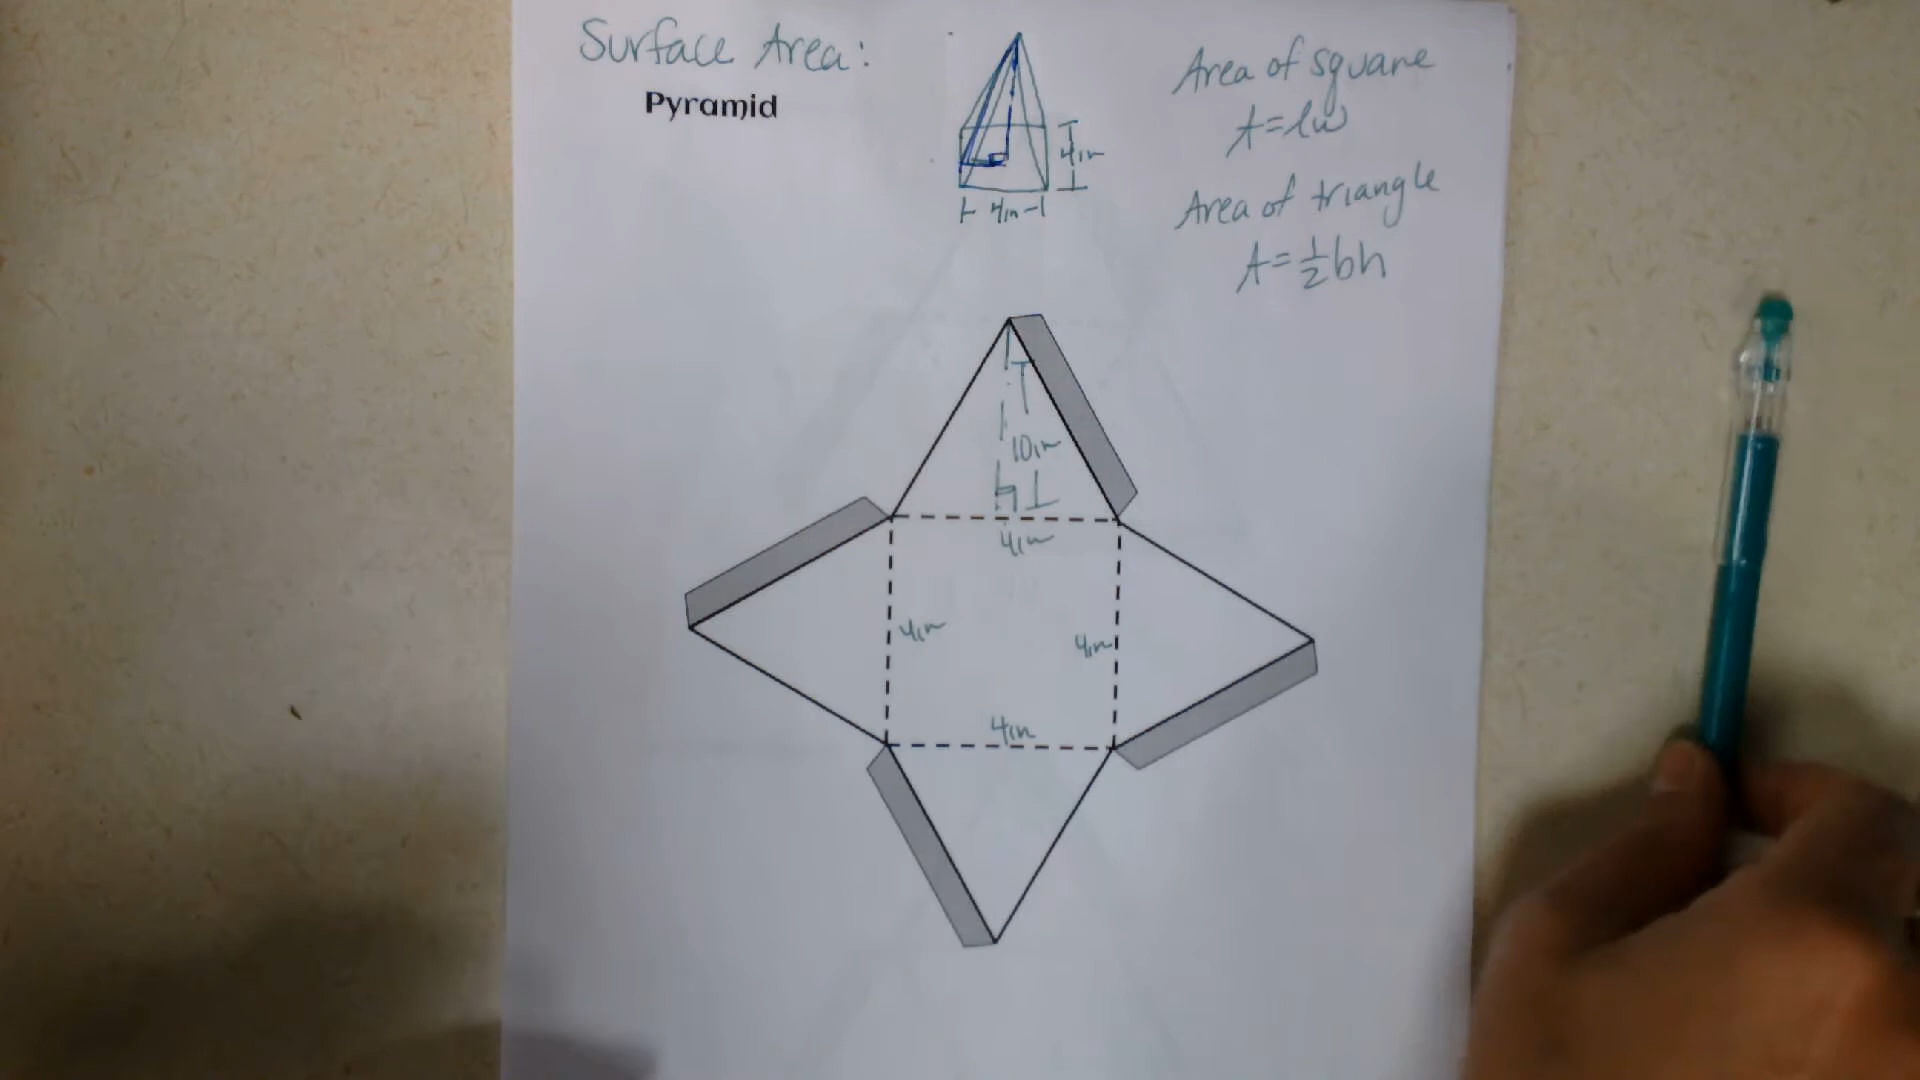 Surface Area:
Pyramid
4in
4in
Area of square
A=lw
Area of triangle
A=½bh
10in
4in
4in
4in
4in